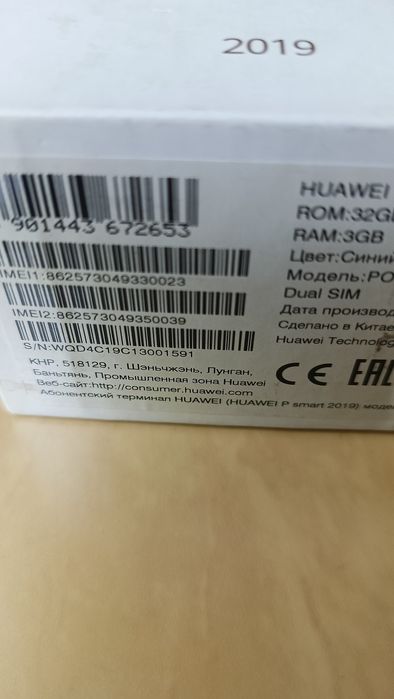 2019
901443 672653
IMEI1:862573049330023
IMEI2:862573049350039
S/N:WQD4C19C13001591
HUAWEI
ROM:32G
RAM:3GB
Цвет:Синий
Модель:PO
Dual SIM
Дата производ
Сделано в Китае
Huawei Technolog
КНР, 518129, г. Шэньчжэнь, Лунган,
Баньтянь, Промышленная зона Huawei
Веб-сайт:http://consumer.huawei.com
Абонентский терминал HUAWEI (HUAWEI P smart 2019) моде
CE EAC